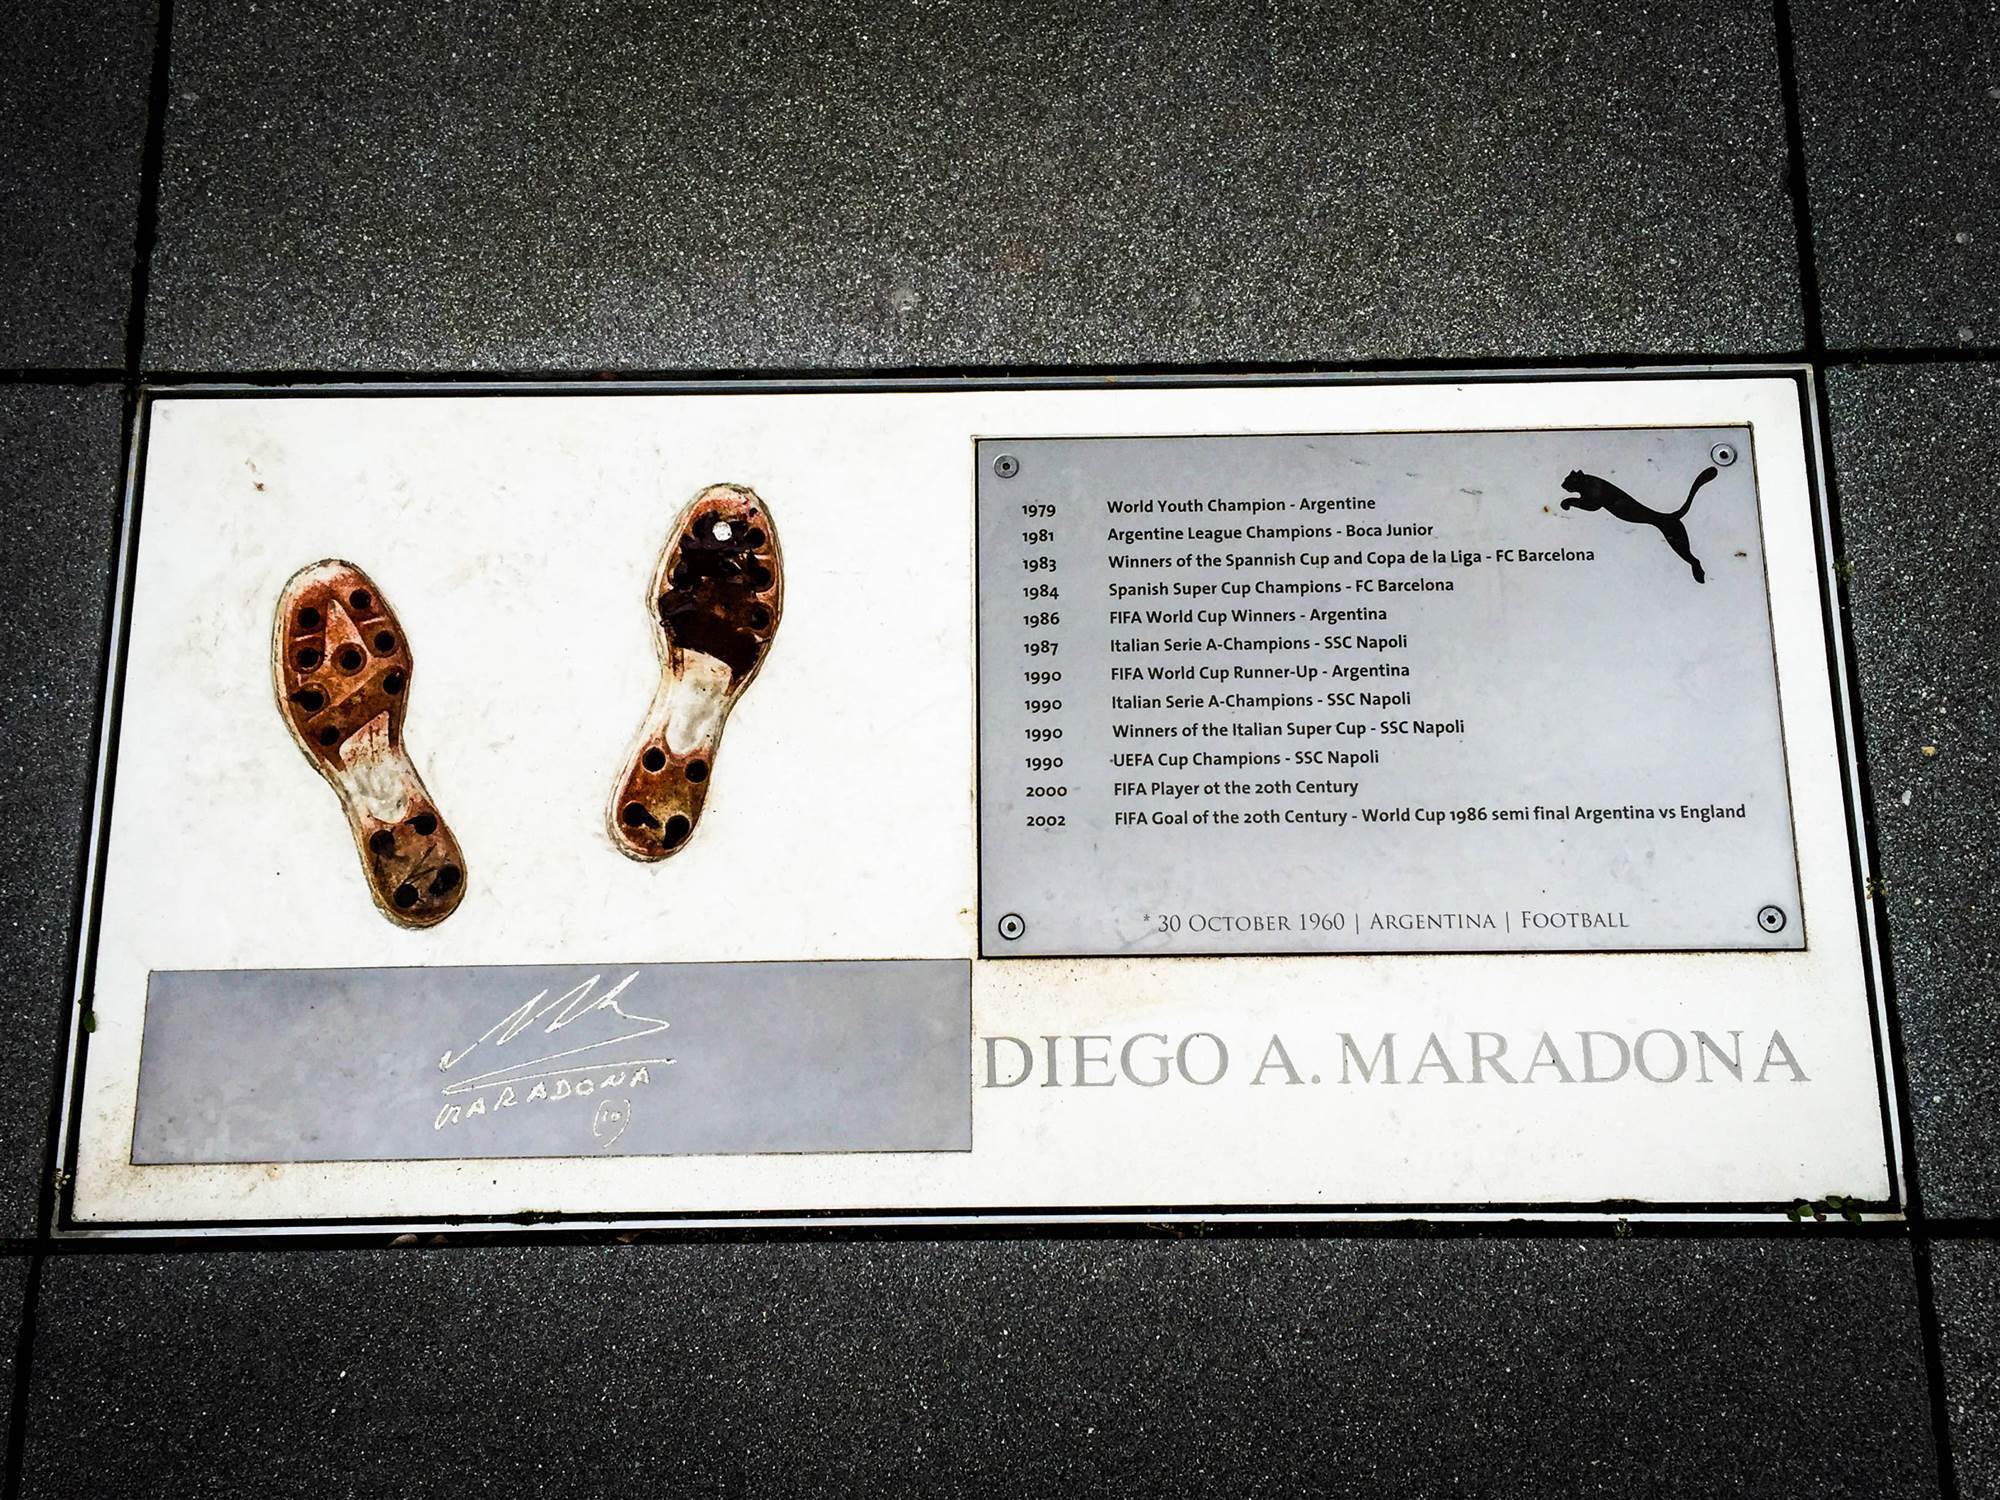 1979 World Youth Champion - Argentine
1981 Argentine League Champions - Boca Junior
1983 Winners of the Spannish Cup and Copa de la Liga - FC Barcelona
1984 Spanish Super Cup Champions - FC Barcelona
1986 FIFA World Cup Winners - Argentina
1987 Italian Serie A-Champions - SSC Napoli
1990 FIFA World Cup Runner-Up - Argentina
1990 Italian Serie A-Champions - SSC Napoli
1990 Winners of the Italian Super Cup - SSC Napoli
1990 UEFA Cup Champions - SSC Napoli
2000 FIFA Player ot the 20th Century
2002 FIFA Goal of the 20th Century - World Cup 1986 semi final Argentina vs England
* 30 OCTOBER 1960 | ARGENTINA | FOOTBALL
MARADONA
(10)
DIEGO A. MARADONA